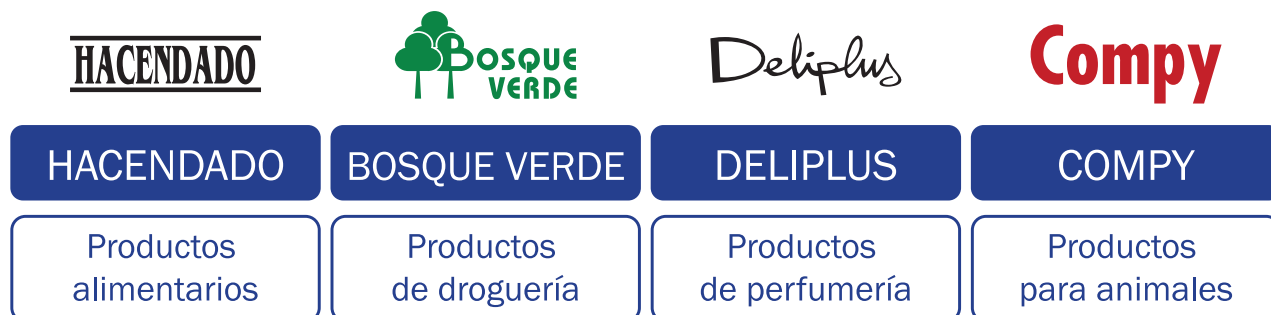 HACENDADO
BOSQUE
VERDE
Deliplus
Compy
HACENDADO
BOSQUE VERDE
DELIPLUS
COMPY
Productos
alimentarios
Productos
de droguería
Productos
de perfumería
Productos
para animales